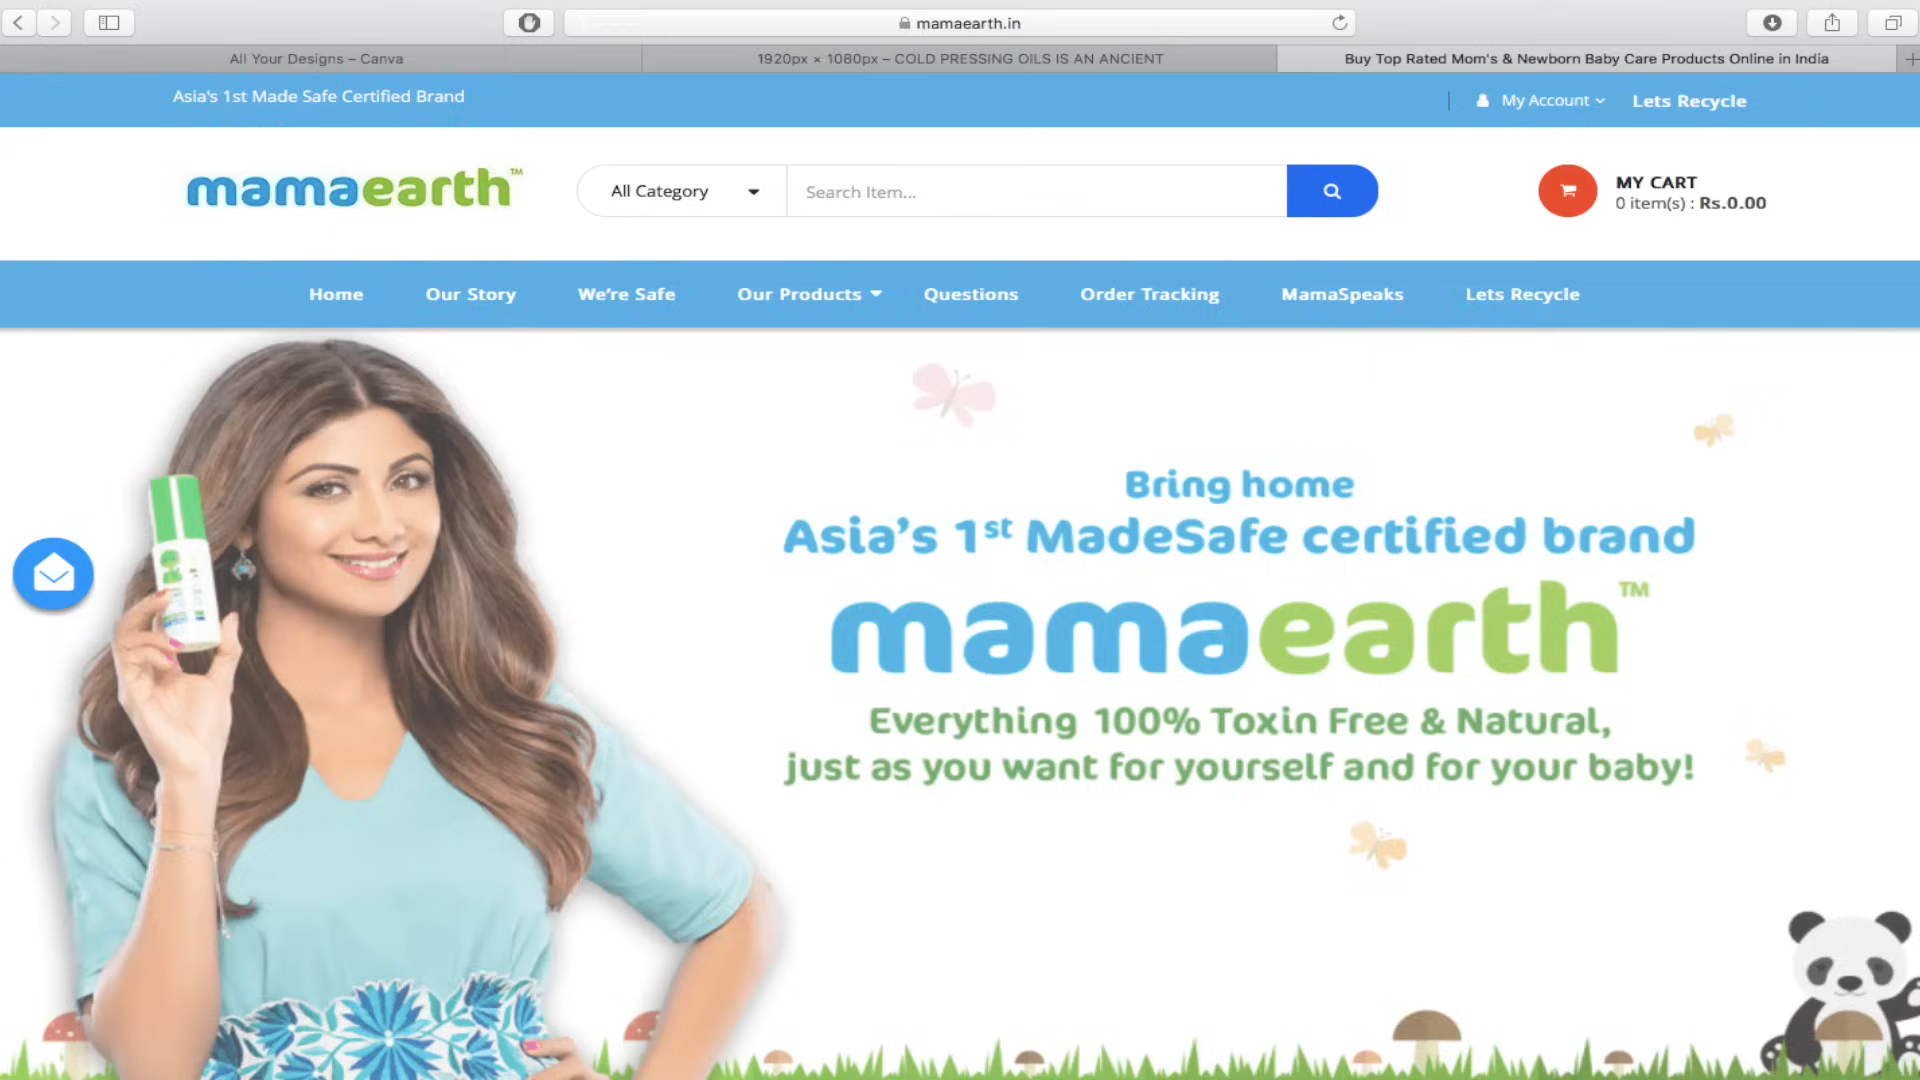 mamaearth.in
All Your Designs – Canva
1920px × 1080px – COLD PRESSING OILS IS AN ANCIENT
Buy Top Rated Mom's & Newborn Baby Care Products Online in India
Asia's 1st Made Safe Certified Brand
My Account
Lets Recycle
mamaearth™
All Category
Search Item...
MY CART
0 item(s) : Rs.0.00
Home
Our Story
We're Safe
Our Products
Questions
Order Tracking
MamaSpeaks
Lets Recycle
Bring home
Asia's 1st MadeSafe certified brand
mamaearth™
Everything 100% Toxin Free & Natural,
just as you want for yourself and for your baby!